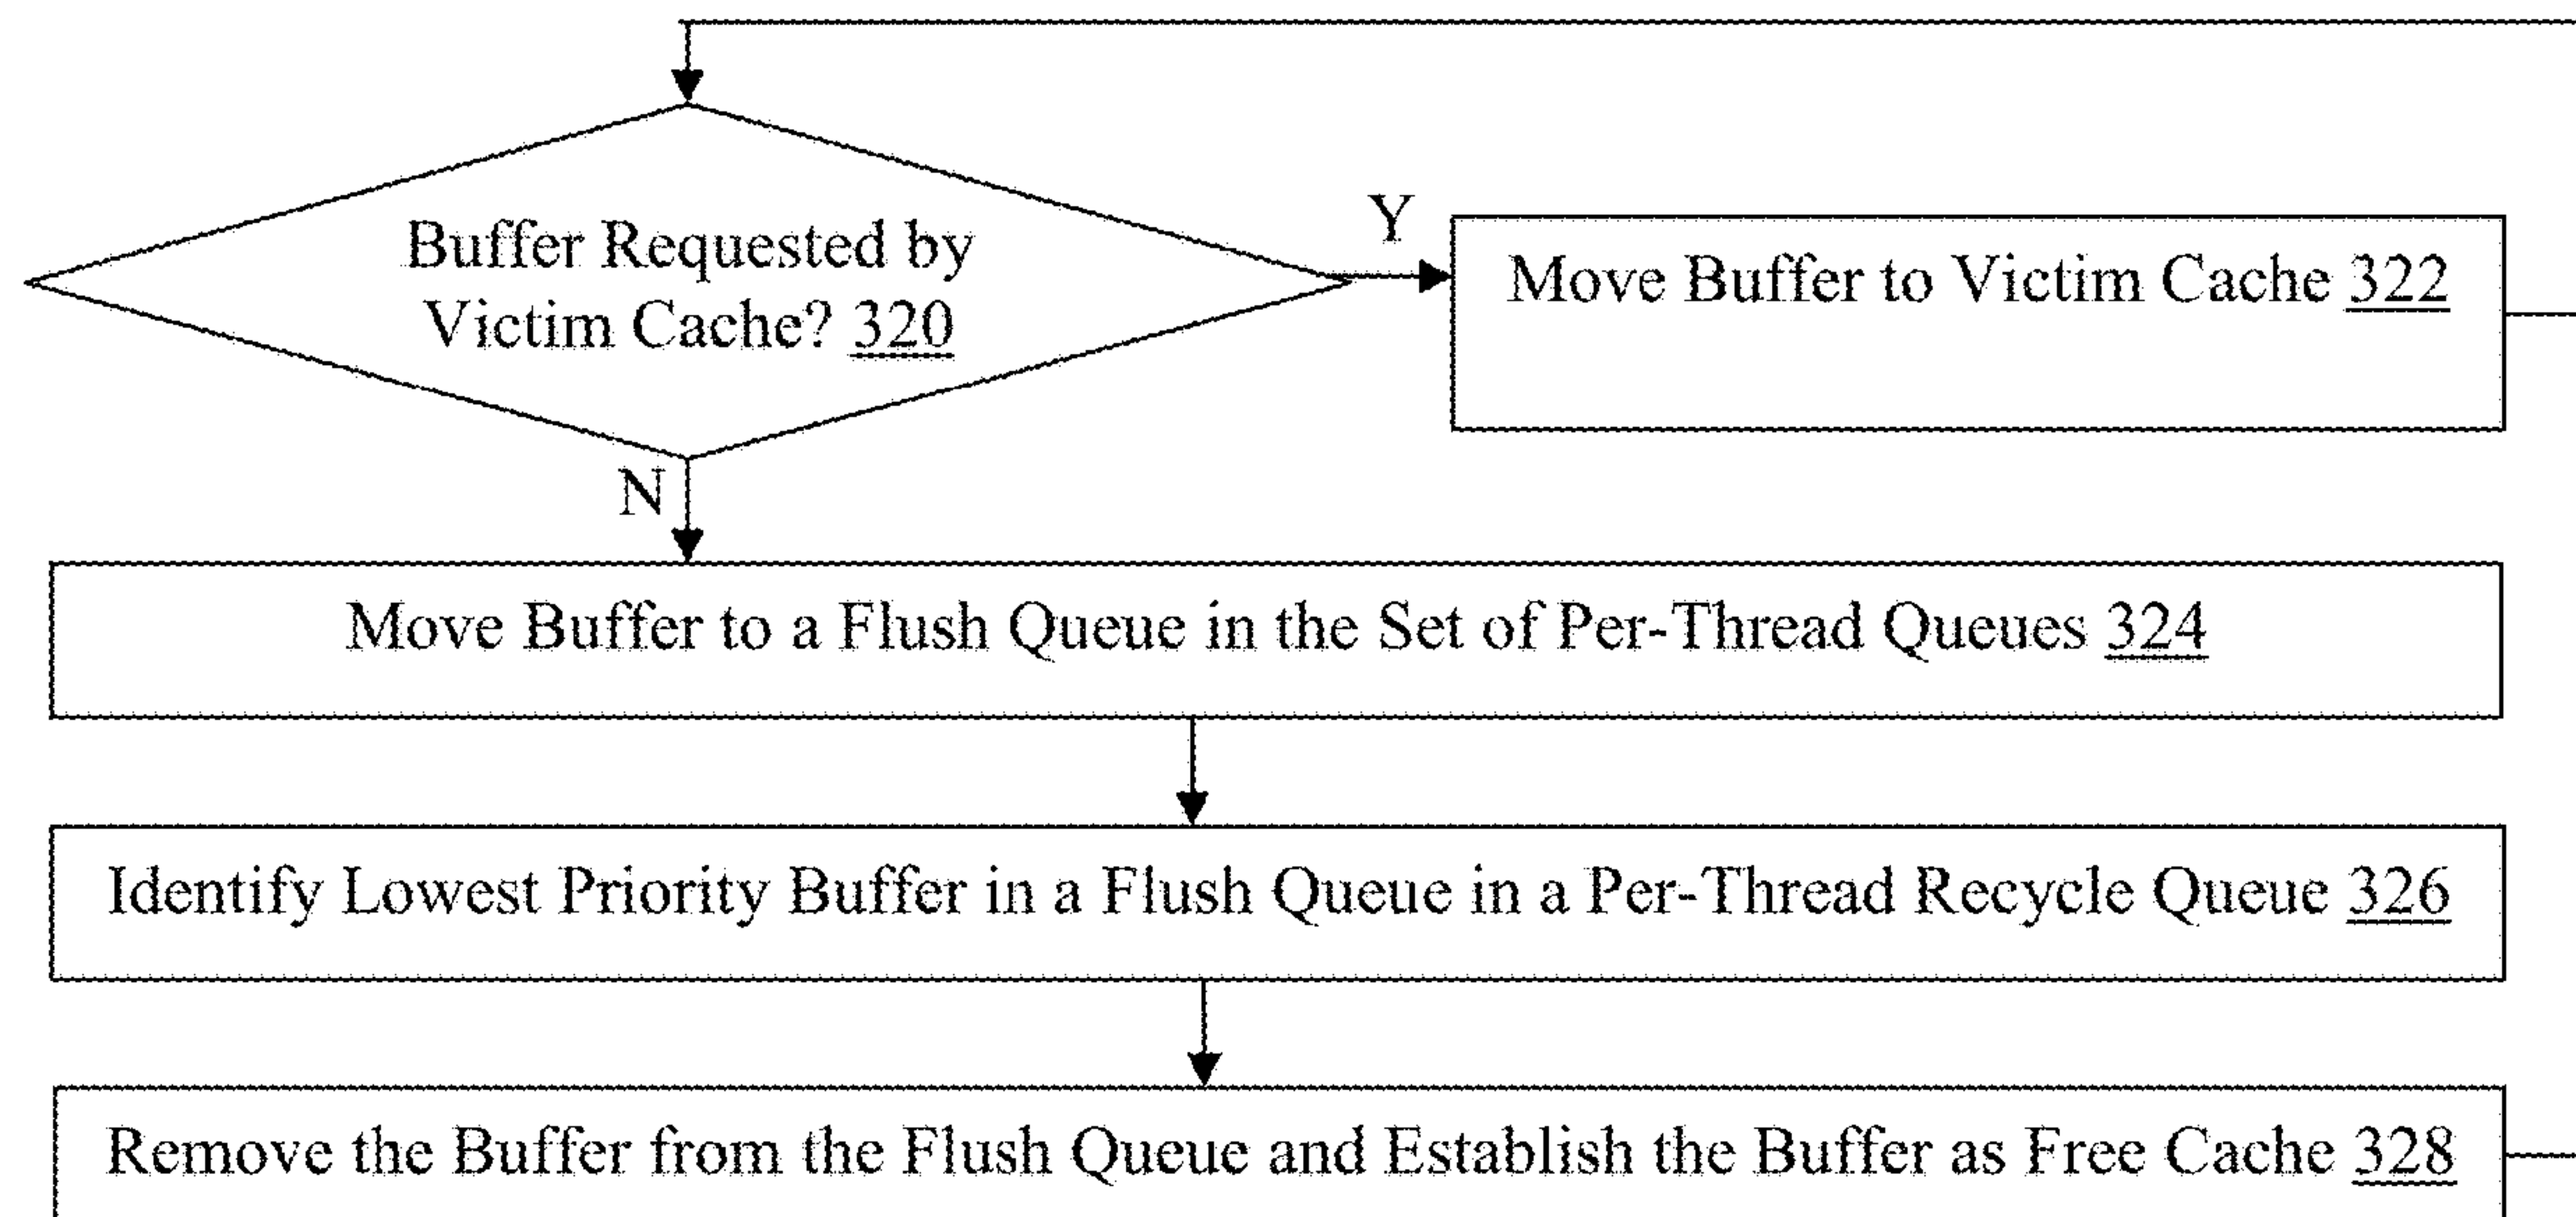 Buffer Requested by
Victim Cache? 320
Y
Move Buffer to Victim Cache 322
N
Move Buffer to a Flush Queue in the Set of Per-Thread Queues 324
Identify Lowest Priority Buffer in a Flush Queue in a Per-Thread Recycle Queue 326
Remove the Buffer from the Flush Queue and Establish the Buffer as Free Cache 328